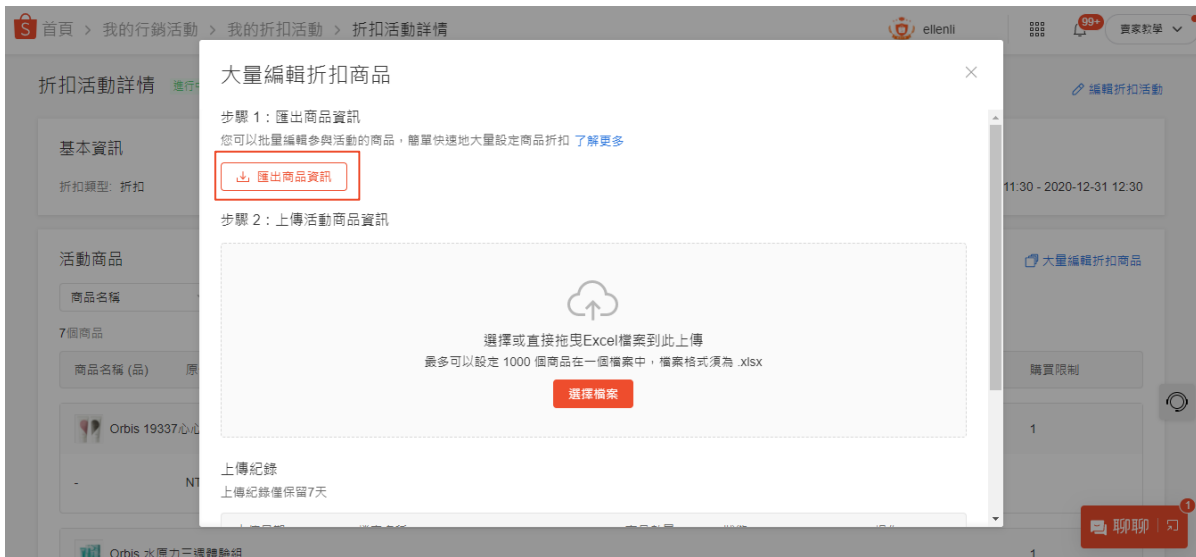 首頁 > 我的行銷活動 > 我的折扣活動 > 折扣活動詳情
ellenli
99+
賣家教學
折扣活動詳情
編輯折扣活動
基本資訊
折扣類型: 折扣
11:30 - 2020-12-31 12:30
活動商品
大量編輯折扣商品
商品名稱
7個商品
商品名稱 (品)
原
購買限制
Orbis 19337心心
1
-
NT
Orbis 水原力三週體驗組
1
大量編輯折扣商品
步驟 1：匯出商品資訊
您可以批量編輯參與活動的商品，簡單快速地大量設定商品折扣 了解更多
匯出商品資訊
步驟 2：上傳活動商品資訊
選擇或直接拖曳Excel檔案到此上傳
最多可以設定 1000 個商品在一個檔案中，檔案格式須為 .xlsx
選擇檔案
上傳紀錄
上傳紀錄僅保留7天
聊聊
1